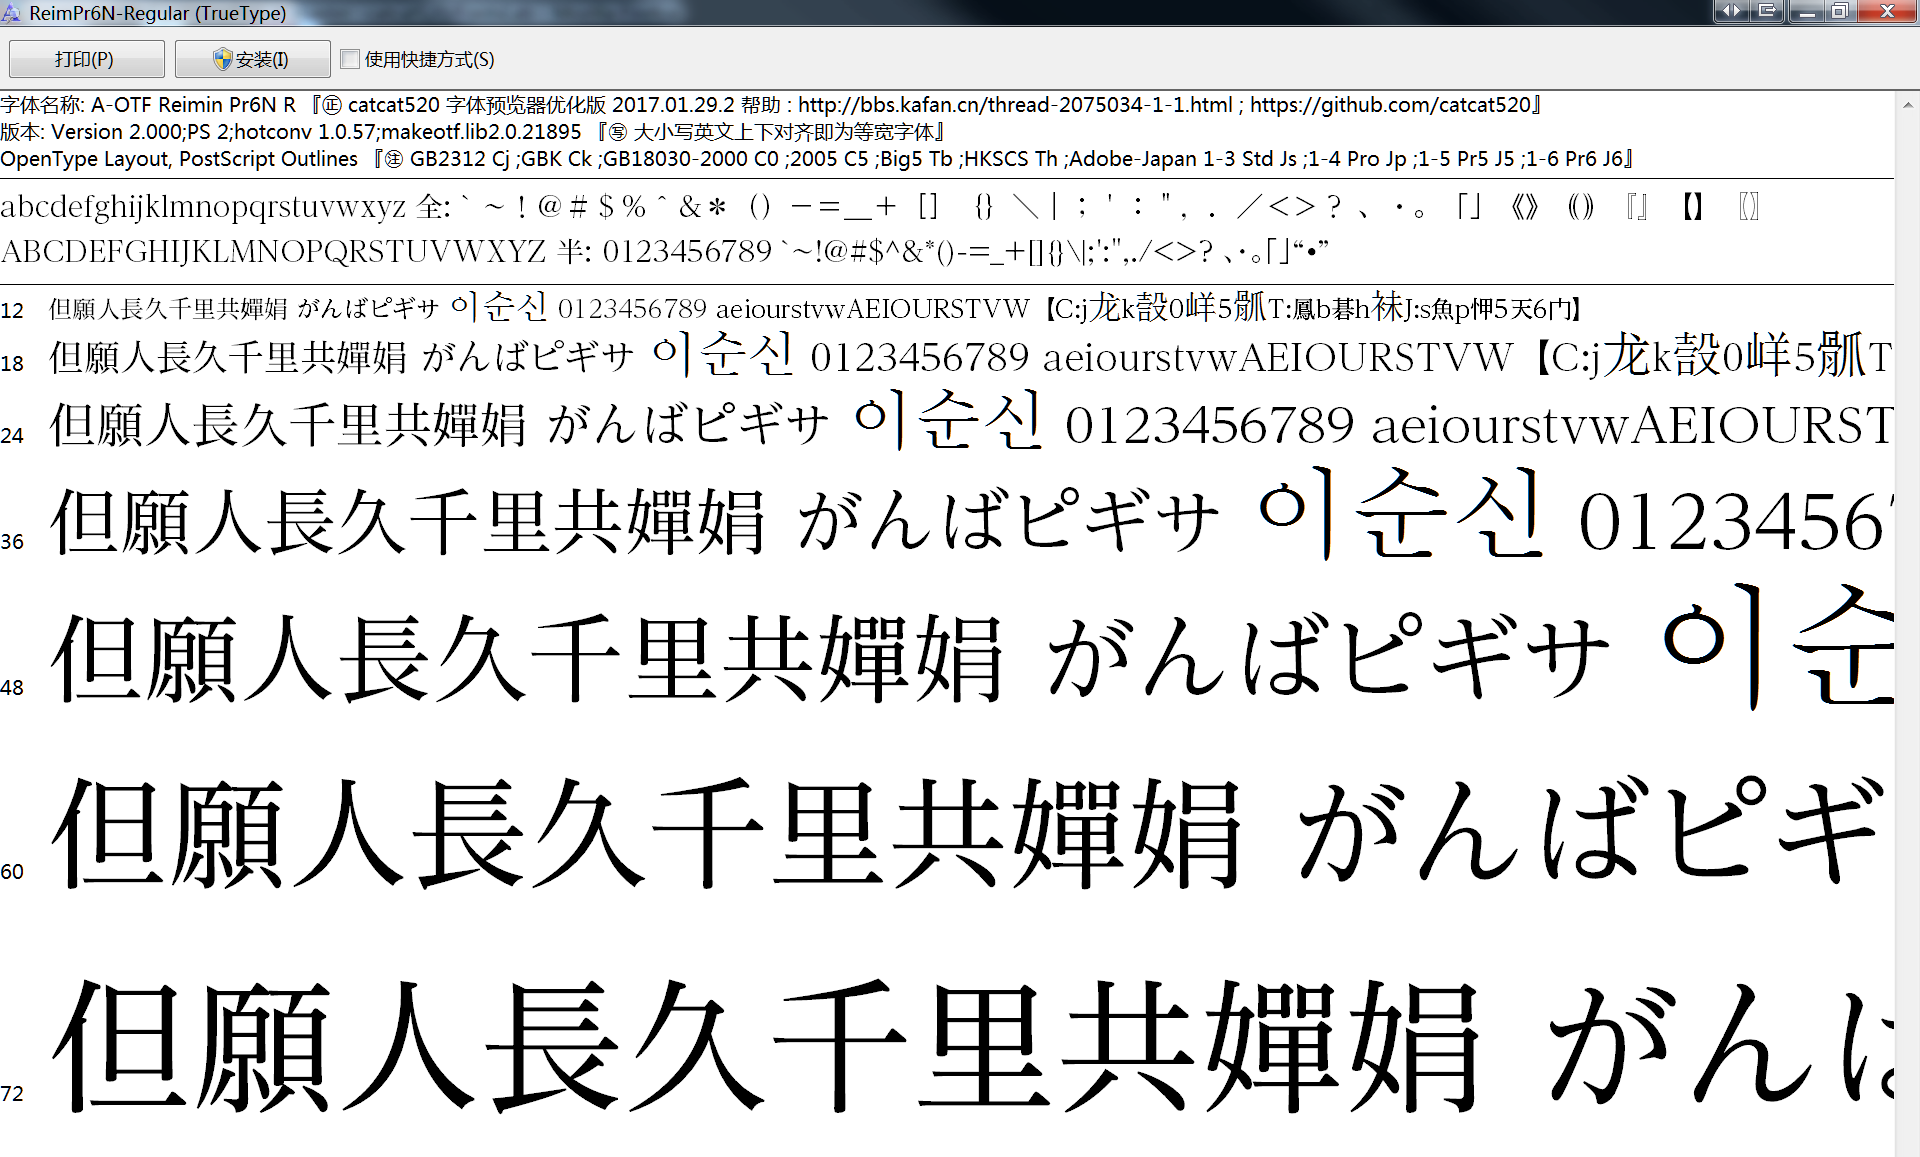 ReimPr6N-Regular (TrueType)
打印(P) 安装(I) 使用快捷方式(S)
字体名称: A-OTF Reimin Pr6N R 『㊣ catcat520 字体预览器优化版 2017.01.29.2 帮助 : http://bbs.kafan.cn/thread-2075034-1-1.html ; https://github.com/catcat520』
版本: Version 2.000;PS 2;hotconv 1.0.57;makeotf.lib2.0.21895 『㊢ 大小写英文上下对齐即为等宽字体』
OpenType Layout, PostScript Outlines 『㊟ GB2312 Cj ;GBK Ck ;GB18030-2000 C0 ;2005 C5 ;Big5 Tb ;HKSCS Th ;Adobe-Japan 1-3 Std Js ;1-4 Pro Jp ;1-5 Pr5 J5 ;1-6 Pr6 J6』
abcdefghijklmnopqrstuvwxyz 全: ｀～！＠＃＄％＾＆＊（）－＝＿＋［］｛｝＼｜；＇：＂，．／＜＞？、・。「」《》⸨⸩『』【】〖〗
ABCDEFGHIJKLMNOPQRSTUVWXYZ 半: 0123456789 `~!@#$^&*()-=_+[]{}\|;':",./<>? ､･｡｢｣“•”
12 但願人長久千里共嬋娟 がんばピギサ 이순신 0123456789 aeiourstvwAEIOURSTVW 【C:j龙k嗀0峄5骪T:鳳b碁h袜J:s魚p怦5天6门】
18 但願人長久千里共嬋娟 がんばピギサ 이순신 0123456789 aeiourstvwAEIOURSTVW 【C:j龙k嗀0峄5骪T
24 但願人長久千里共嬋娟 がんばピギサ 이순신 0123456789 aeiourstvwAEIOURST
36 但願人長久千里共嬋娟 がんばピギサ 이순신 0123456
48 但願人長久千里共嬋娟 がんばピギサ 이순
60 但願人長久千里共嬋娟 がんばピギ
72 但願人長久千里共嬋娟 がんば